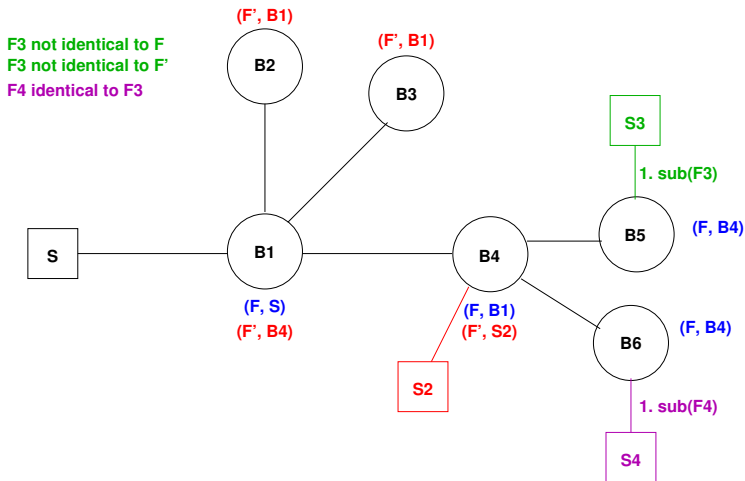 (F', B1)
F3 not identical to F
F3 not identical to F'
F4 identical to F3
B2
(F', B1)
B3
S3
1. sub(F3)
S
B1
B4
B5
(F, B4)
(F, S)
(F', B4)
(F, B1)
(F', S2)
B6
(F, B4)
S2
1. sub(F4)
S4